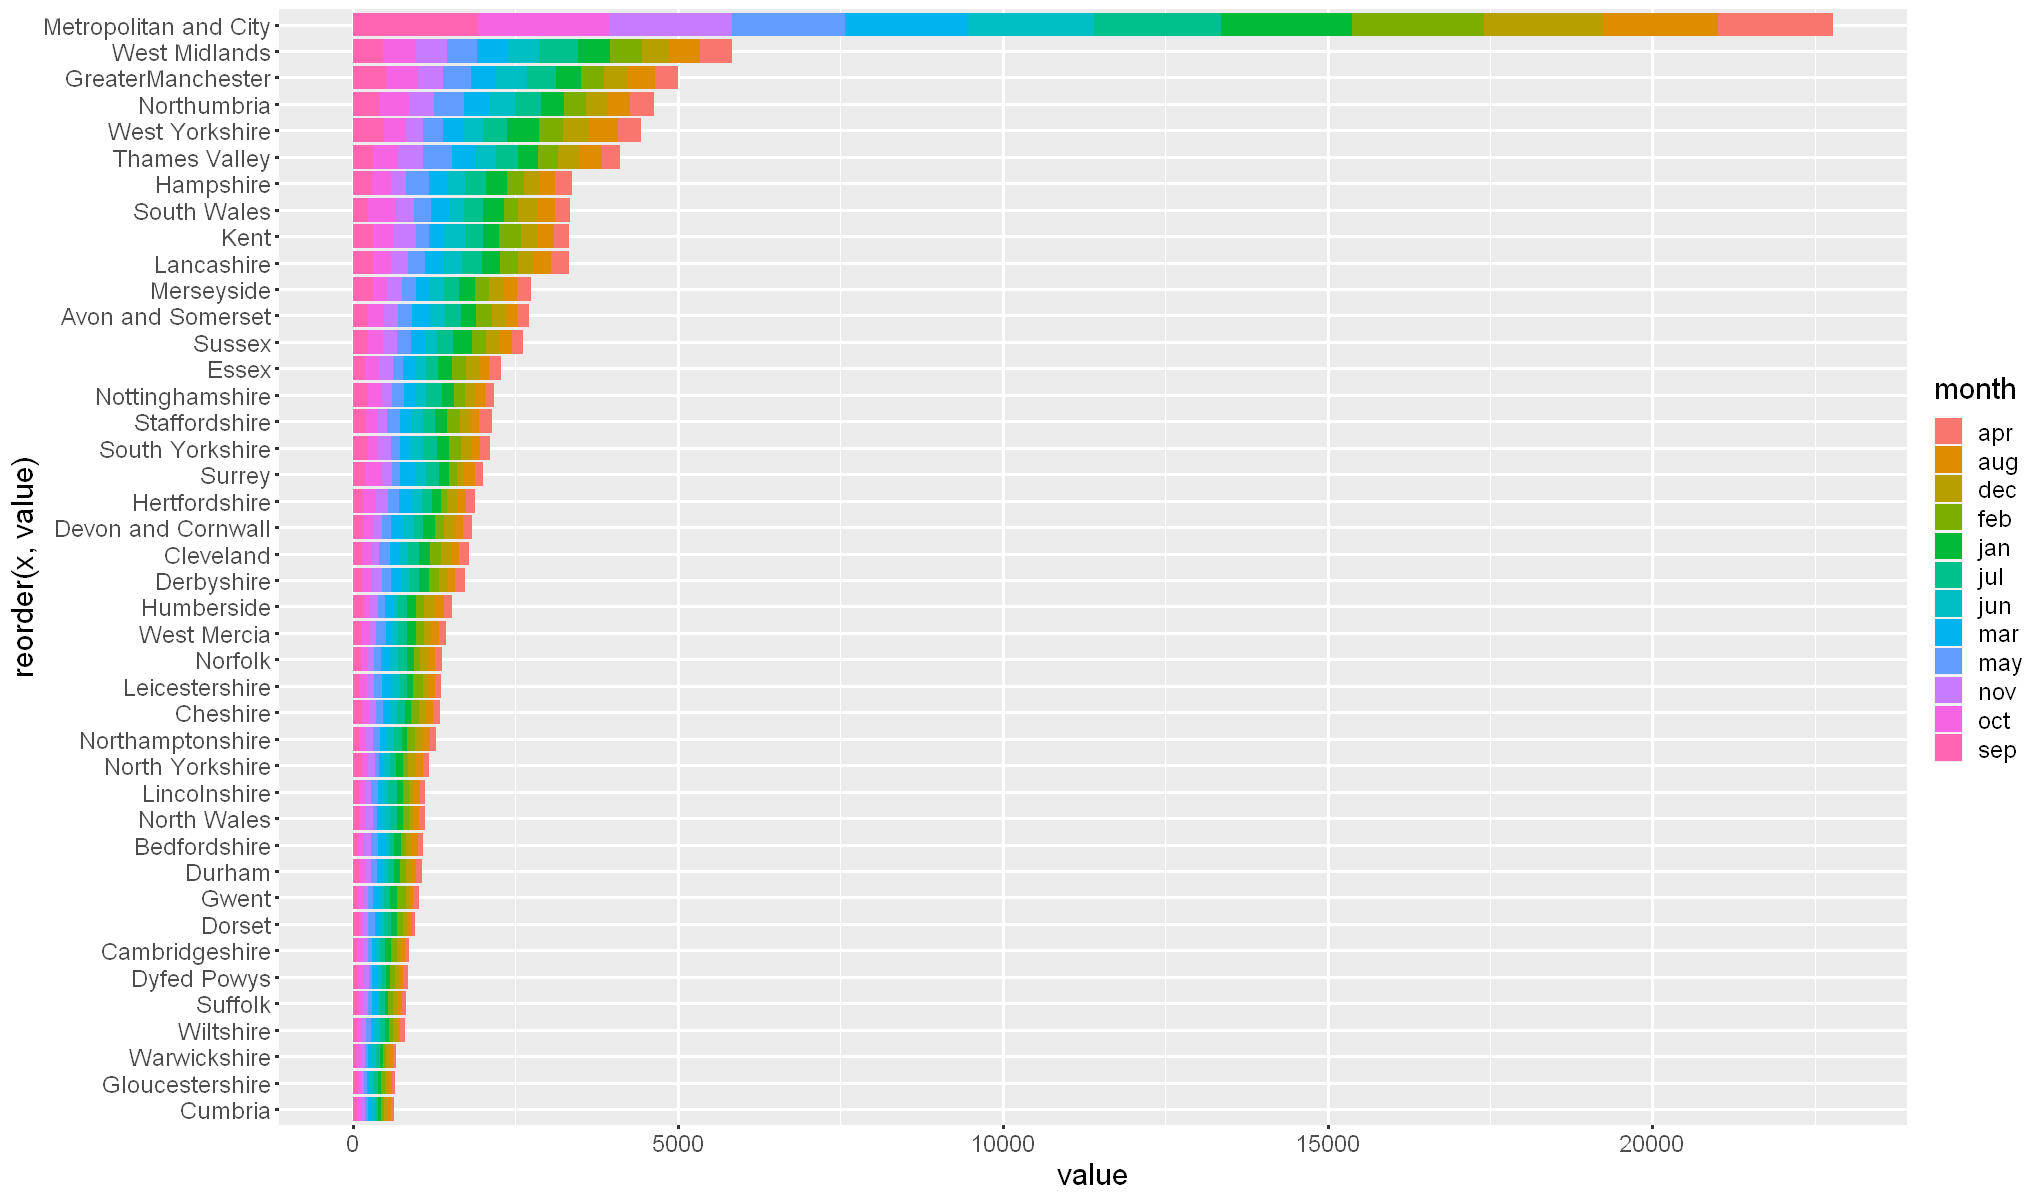 Metropolitan and City
West Midlands
GreaterManchester
Northumbria
West Yorkshire
Thames Valley
Hampshire
South Wales
Kent
Lancashire
Merseyside
Avon and Somerset
Sussex
Essex
Nottinghamshire
Staffordshire
South Yorkshire
Surrey
Hertfordshire
Devon and Cornwall
Cleveland
Derbyshire
Humberside
West Mercia
Norfolk
Leicestershire
Cheshire
Northamptonshire
North Yorkshire
Lincolnshire
North Wales
Bedfordshire
Durham
Gwent
Dorset
Cambridgeshire
Dyfed Powys
Suffolk
Wiltshire
Warwickshire
Gloucestershire
Cumbria
reorder(x, value)
0 5000 10000 15000 20000
value
month
apr
aug
dec
feb
jan
jul
jun
mar
may
nov
oct
sep